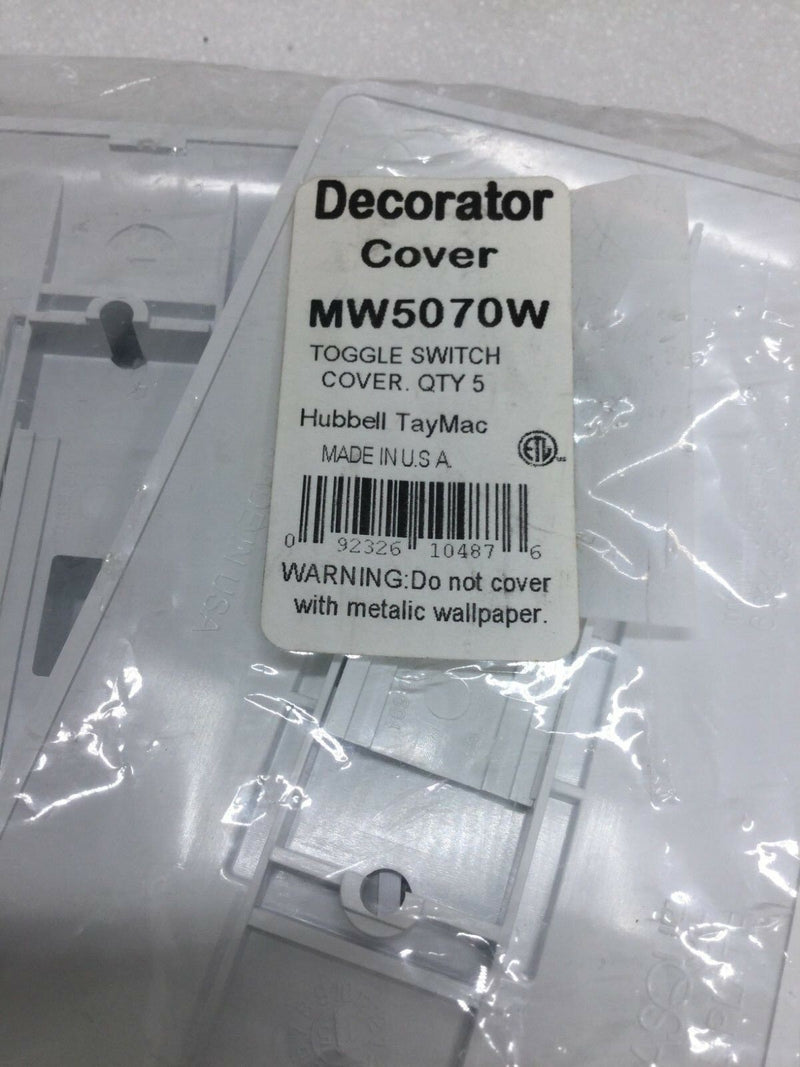 Decorator
Cover
MW5070W
TOGGLE SWITCH
COVER. QTY 5
Hubbell TayMac
MADE IN U.S A.
ETL
0 92326 10487 6
WARNING:Do not cover
with metalic wallpaper.